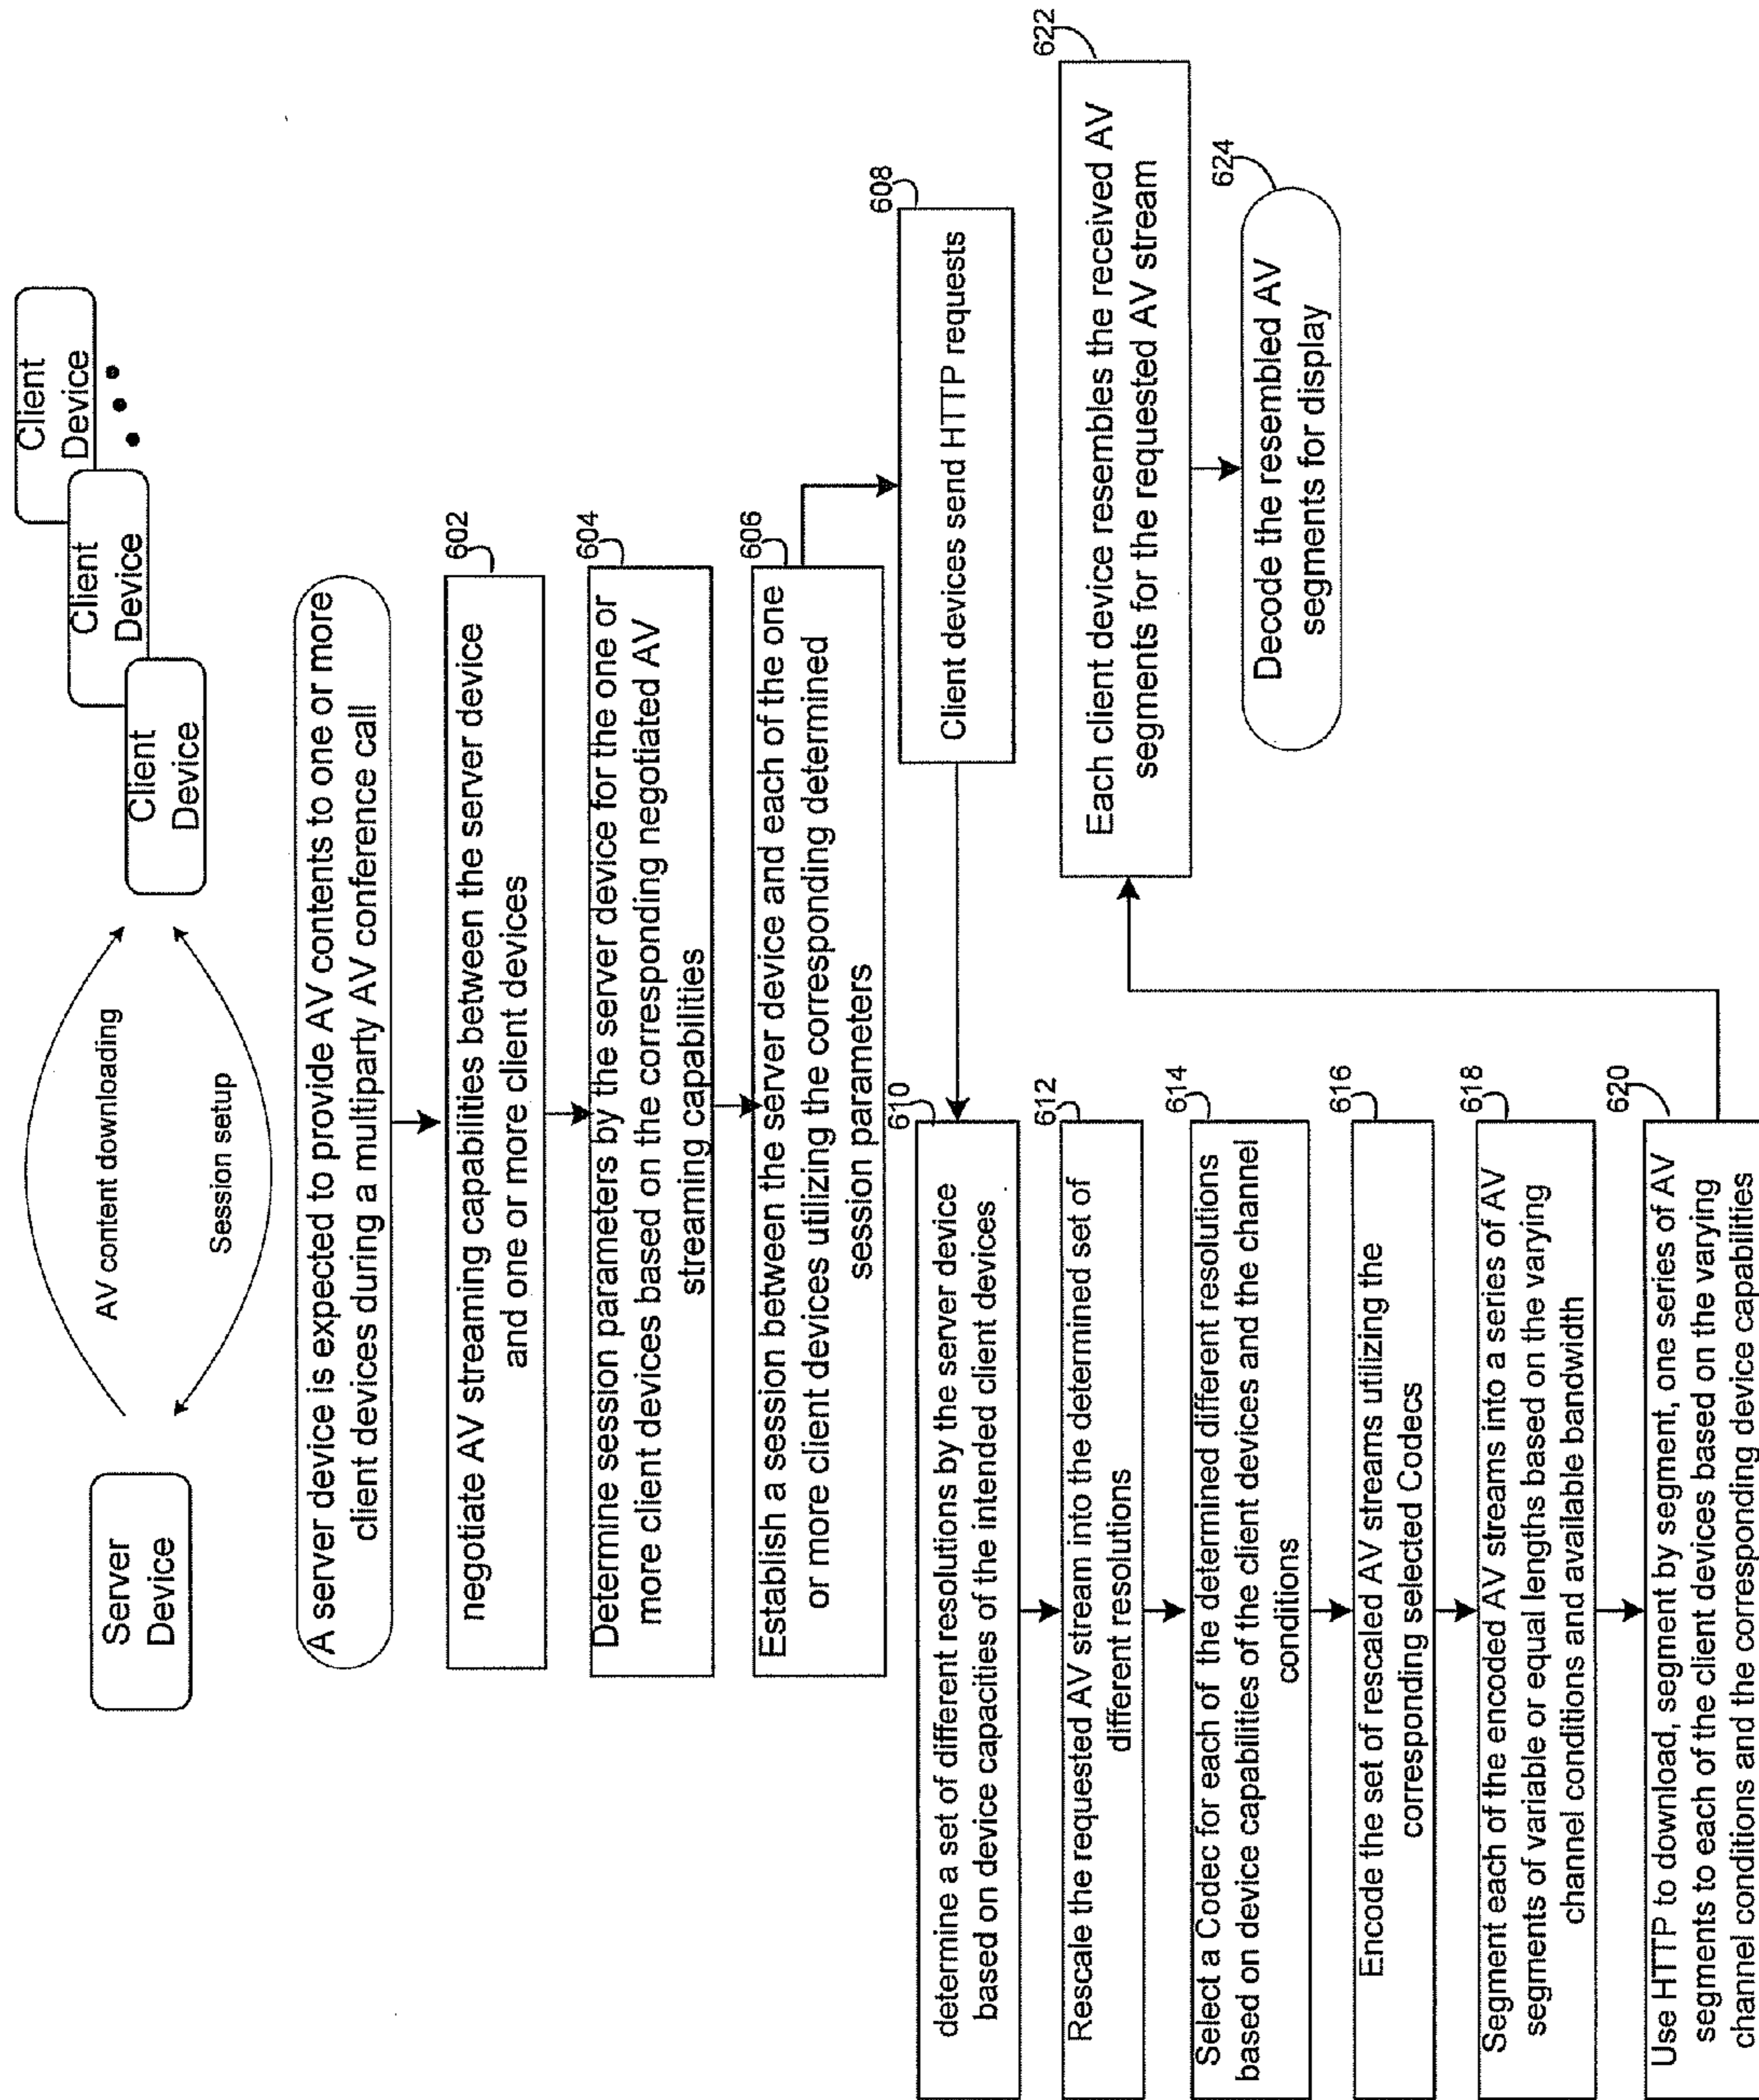 Server
Device
AV content downloading
Session setup
Client
Device
Client
Device
Client
Device
A server device is expected to provide AV contents to one or more
client devices during a multiparty AV conference call
602
negotiate AV streaming capabilities between the server device
and one or more client devices
604
Determine session parameters by the server device for the one or
more client devices based on the corresponding negotiated AV
streaming capabilities
606
Establish a session between the server device and each of the one
or more client devices utilizing the corresponding determined
session parameters
608
Client devices send HTTP requests
610
determine a set of different resolutions by the server device
based on device capacities of the intended client devices
612
Rescale the requested AV stream into the determined set of
different resolutions
614
Select a Codec for each of the determined different resolutions
based on device capabilities of the client devices and the channel
conditions
616
Encode the set of rescaled AV streams utilizing the
corresponding selected Codecs
618
Segment each of the encoded AV streams into a series of AV
segments of variable or equal lengths based on the varying
channel conditions and available bandwidth
620
Use HTTP to download, segment by segment, one series of AV
segments to each of the client devices based on the varying
channel conditions and the corresponding device capabilities
622
Each client device resembles the received AV
segments for the requested AV stream
624
Decode the resembled AV
segments for display